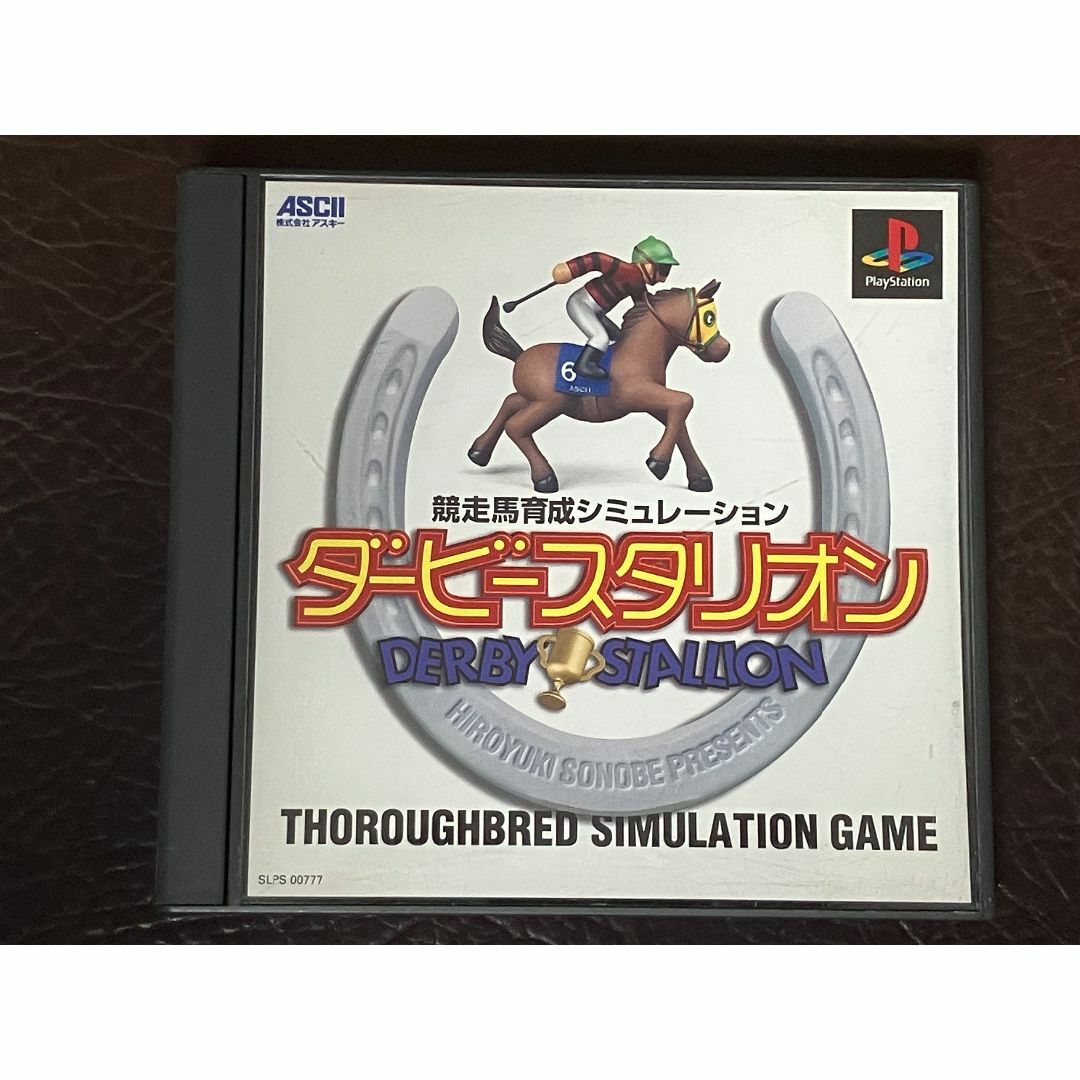 ASCII
株式会社アスキー
PlayStation
6
ASCII
競走馬育成シミュレーション
ダービースタリオン
DERBY STALLION
HIROYUKI SONOBE PRESENTS
THOROUGHBRED SIMULATION GAME
SLPS 00777